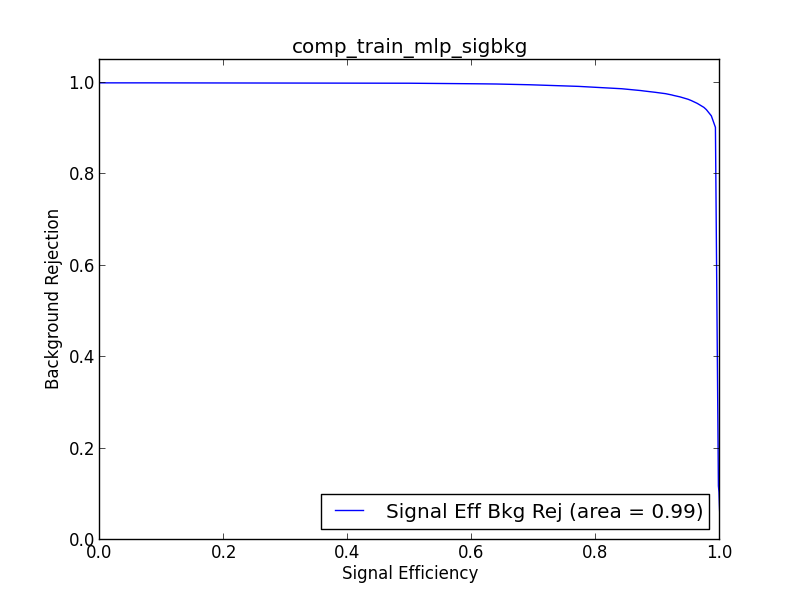 comp_train_mlp_sigbkg
1.0
0.8
0.6
0.4
0.2
0.0
Background Rejection
Signal Eff Bkg Rej (area = 0.99)
0.0 0.2 0.4 0.6 0.8 1.0
Signal Efficiency